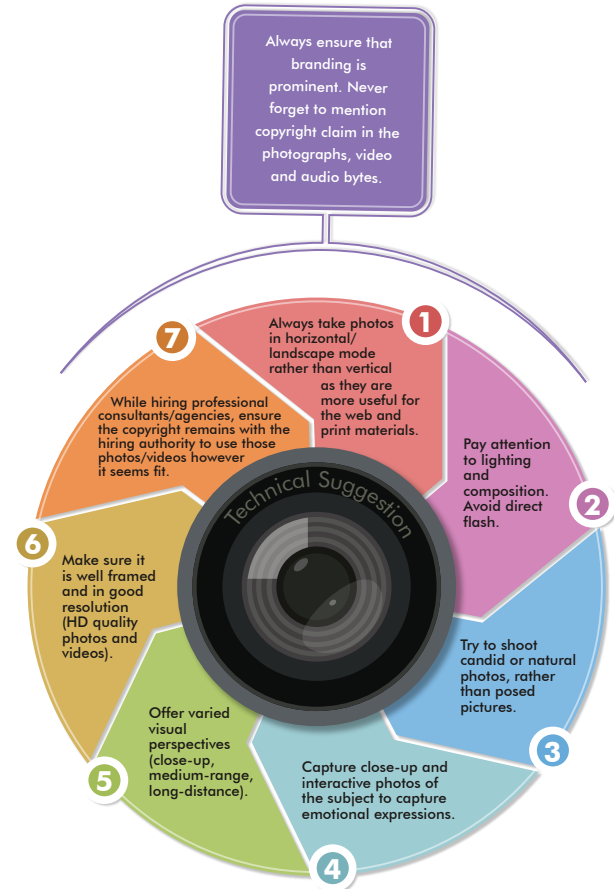 Always ensure that
branding is
prominent. Never
forget to mention
copyright claim in the
photographs, video
and audio bytes.
1
Always take photos
in horizontal/
landscape mode
rather than vertical
as they are
more useful for
the web and
print materials.
2
Pay attention
to lighting
and
composition.
Avoid direct
flash.
3
Try to shoot
candid or natural
photos, rather
than posed
pictures.
4
Capture close-up and
interactive photos of
the subject to capture
emotional expressions.
5
Offer varied
visual
perspectives
(close-up,
medium-range,
long-distance).
6
Make sure it
is well framed
and in good
resolution
(HD quality
photos and
videos).
7
While hiring professional
consultants/agencies, ensure
the copyright remains with the
hiring authority to use those
photos/videos however
it seems fit.
Technical Suggestion